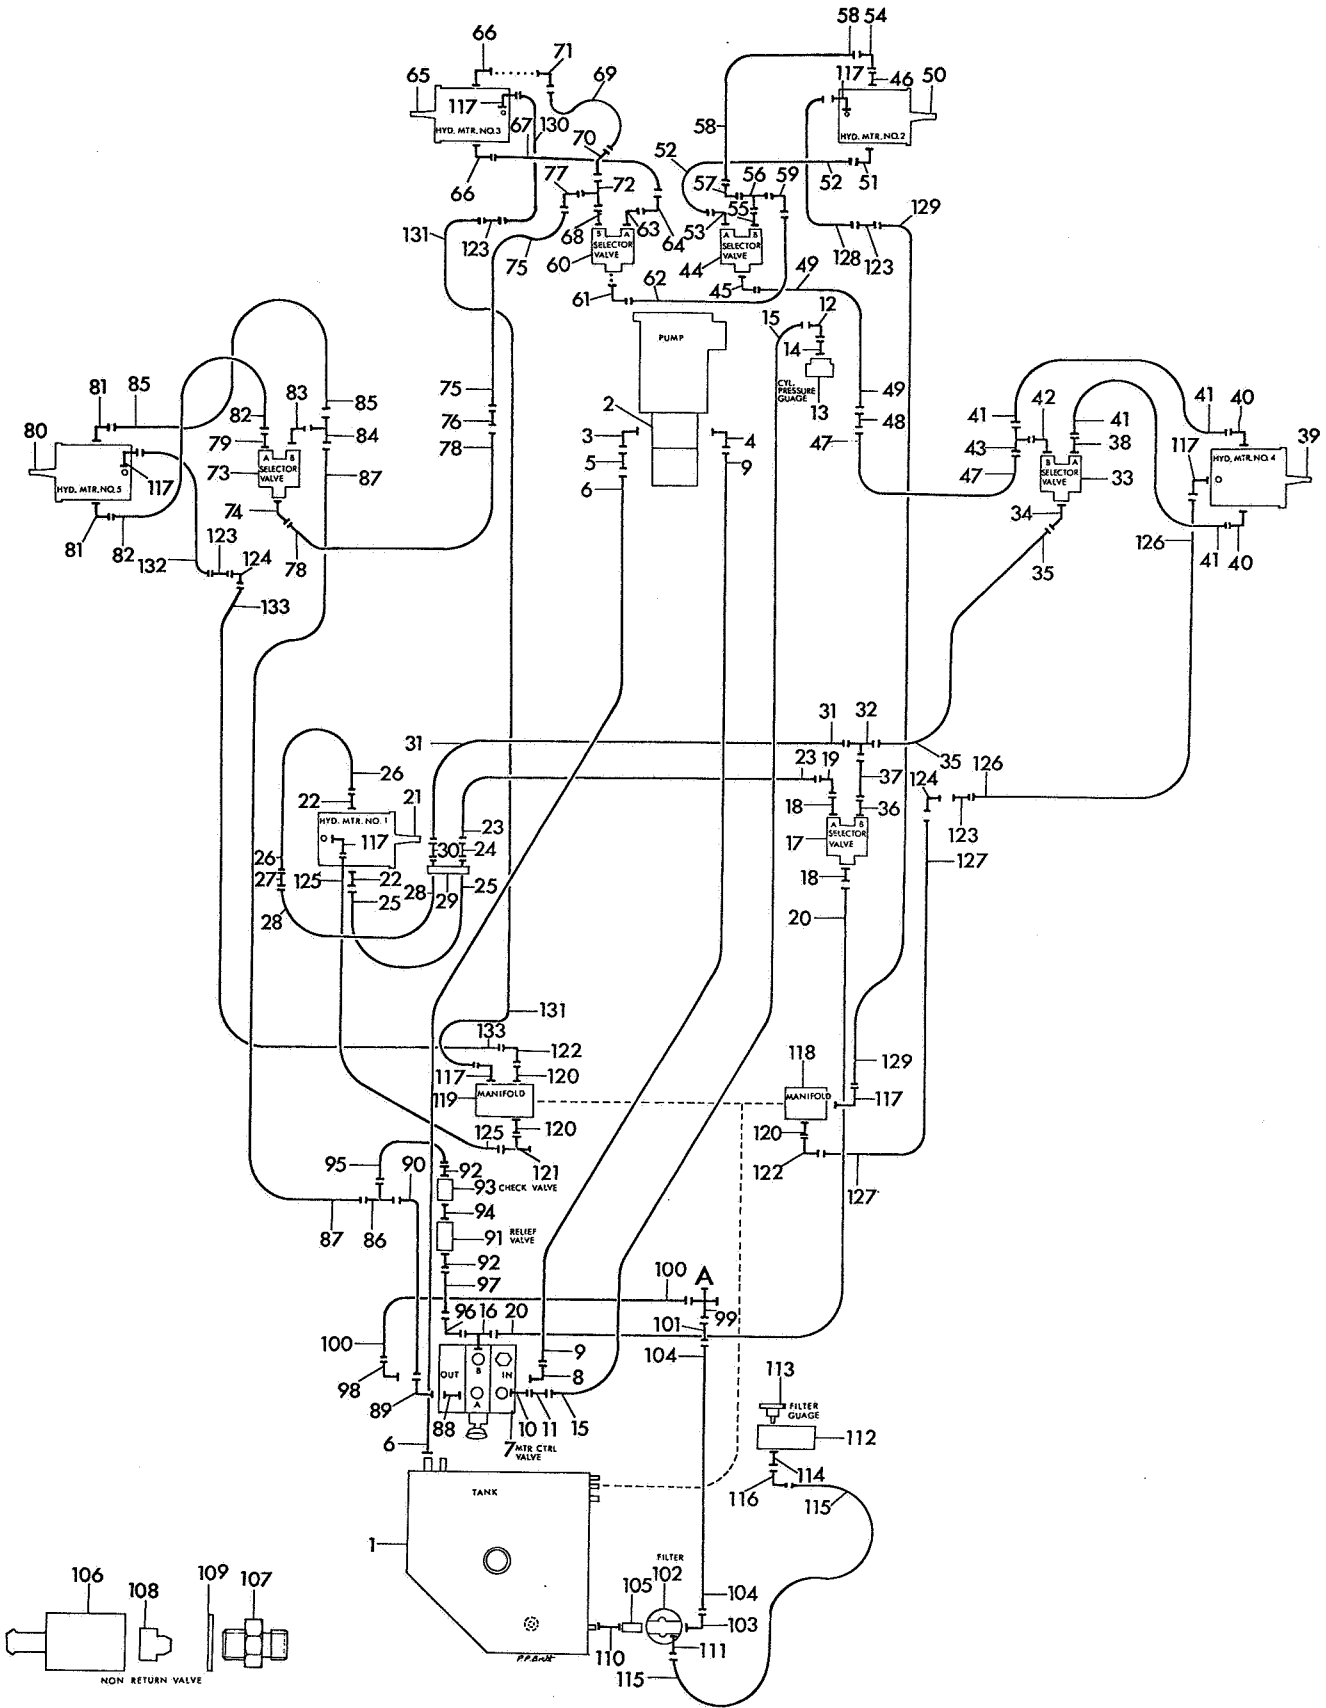 58 54
66 71
65 69
117 46 50
117
HYD. MTR. NO.3
HYD. MTR. NO.2
67 130 70
58
52
66 77 72 57 56 59 52 51
55
131 123 68 63 64 53 129
B A
SELECTOR
VALVE
A B
SELECTOR
VALVE
75 60 44 128 123
61 62 45 49
15 12
PUMP
14
CYL.
PRESSURE
GUAGE
13
81 85 83 85 75 2 49
82 41 42 41 41 40
80 79 84 76 3 4 48 43 38 39
117
A B
SELECTOR
VALVE
73
5 9
47
B A
SELECTOR
VALVE
33
HYD. MTR. NO.4
HYD. MTR. NO.5
117
87 78 6 47
74 34
81 82 132 123 124 78 35 126 41 40
133
31 31 32
26 23 19 37 35 124 126
22 21 18 36
HYD. MTR. NO. 1
117
A B
SELECTOR
VALVE
17
123
23
26 30 24
27 125 22 28 29 25 18 127
25
28 20
131
133 122 118 129
117 120
119
MANIFOLD
MANIFOLD
117
120 120
125 121 122 127
95 90 92
93 CHECK VALVE
94
87 86 91
RELIEF
VALVE
92
97 100 A
99
96 16 20 101
100 9 104
OUT B IN
A
98 8
89 88 10 11 15
113
FILTER
GUAGE
6 7
MTR CTRL
VALVE
112
114
116 115
TANK
1
FILTER
106 108 109 107 105 102 104
103
110 111
115
P.P.Brett
NON RETURN VALVE